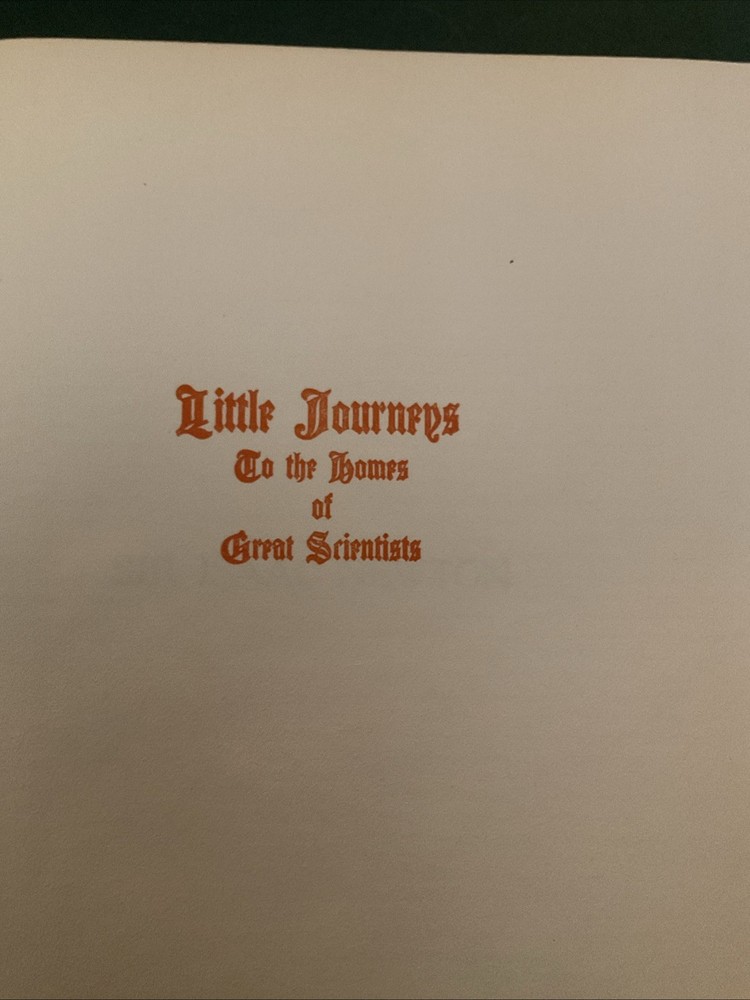 Little Journeys
To the Homes
of
Great Scientists